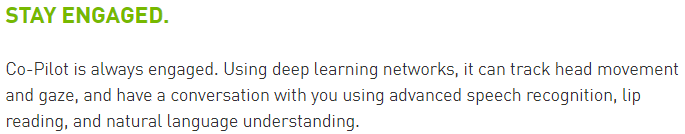 STAY ENGAGED.
Co-Pilot is always engaged. Using deep learning networks, it can track head movement
and gaze, and have a conversation with you using advanced speech recognition, lip
reading, and natural language understanding.